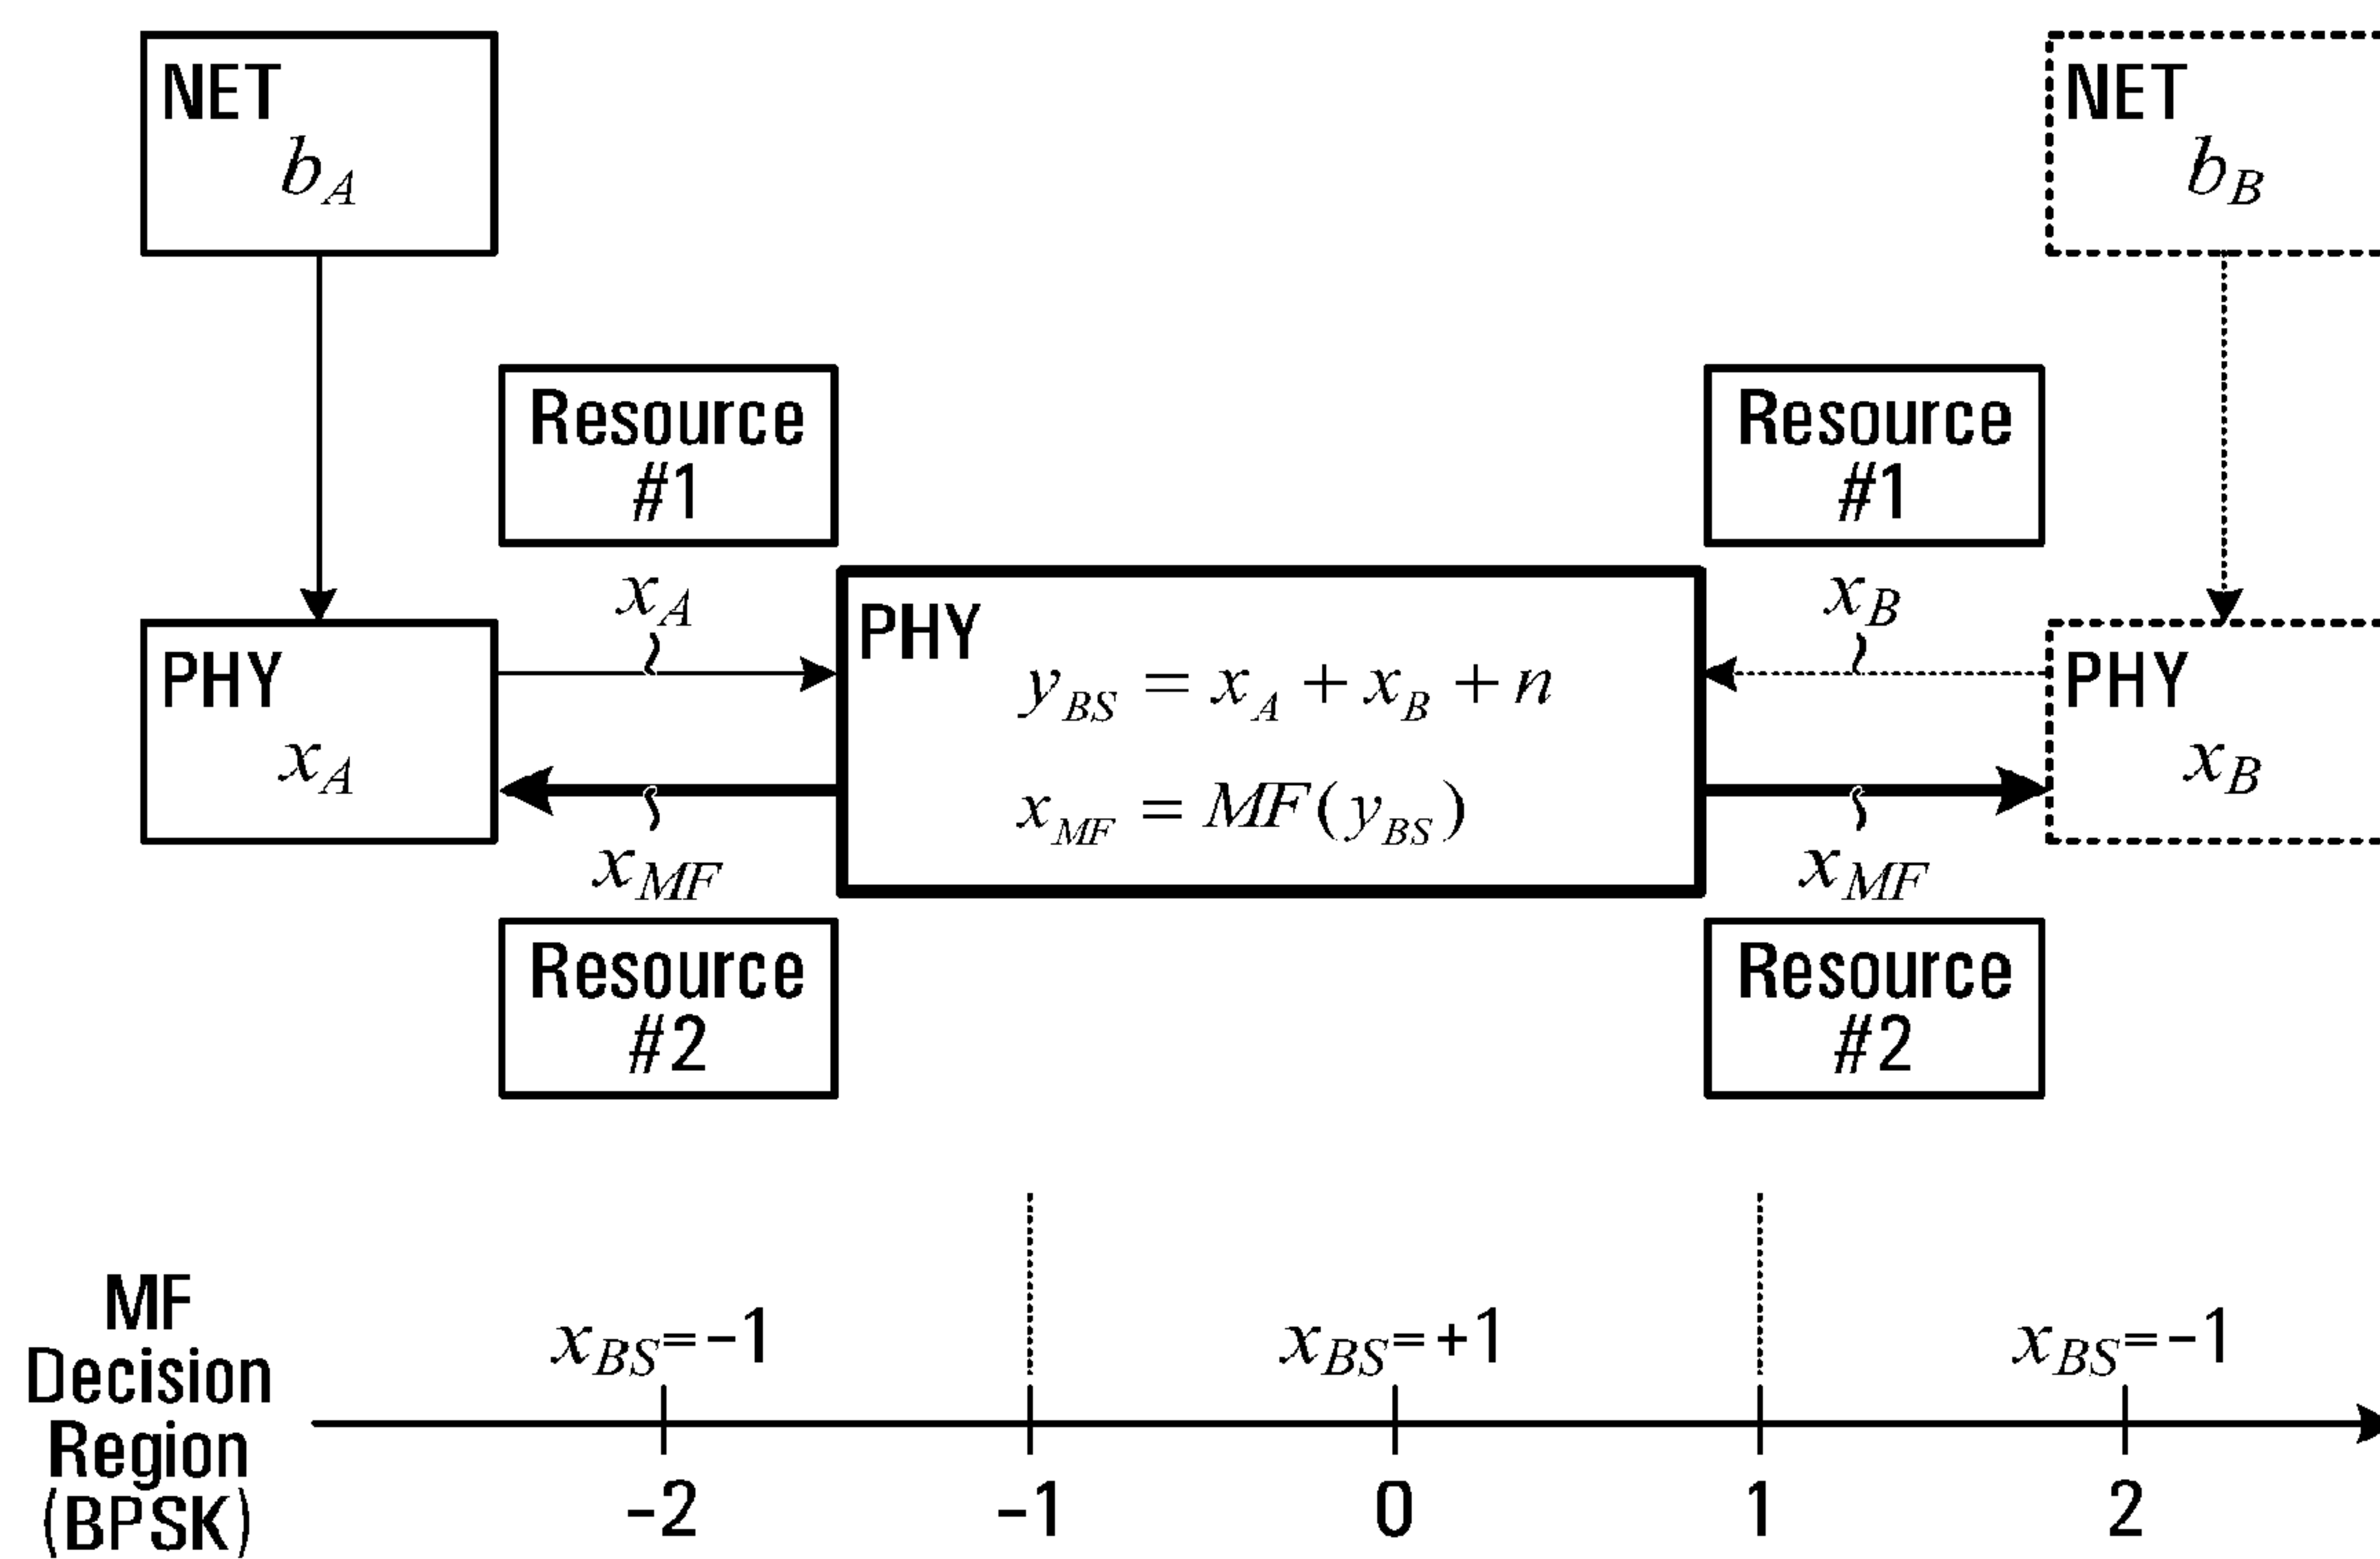 NET
b_A
NET
b_B
Resource
#1
Resource
#1
x_A
x_B
PHY
x_A
PHY
y_BS = x_A + x_B + n
x_MF = MF(y_BS)
PHY
x_B
x_MF
x_MF
Resource
#2
Resource
#2
MF
Decision
Region
(BPSK)
x_BS=-1
x_BS=+1
x_BS=-1
-2
-1
0
1
2